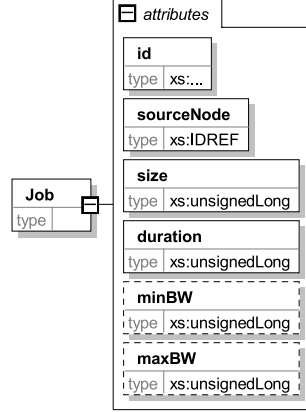 attributes
id
type xs:...
sourceNode
type xs:IDREF
size
type xs:unsignedLong
Job
type
duration
type xs:unsignedLong
minBW
type xs:unsignedLong
maxBW
type xs:unsignedLong